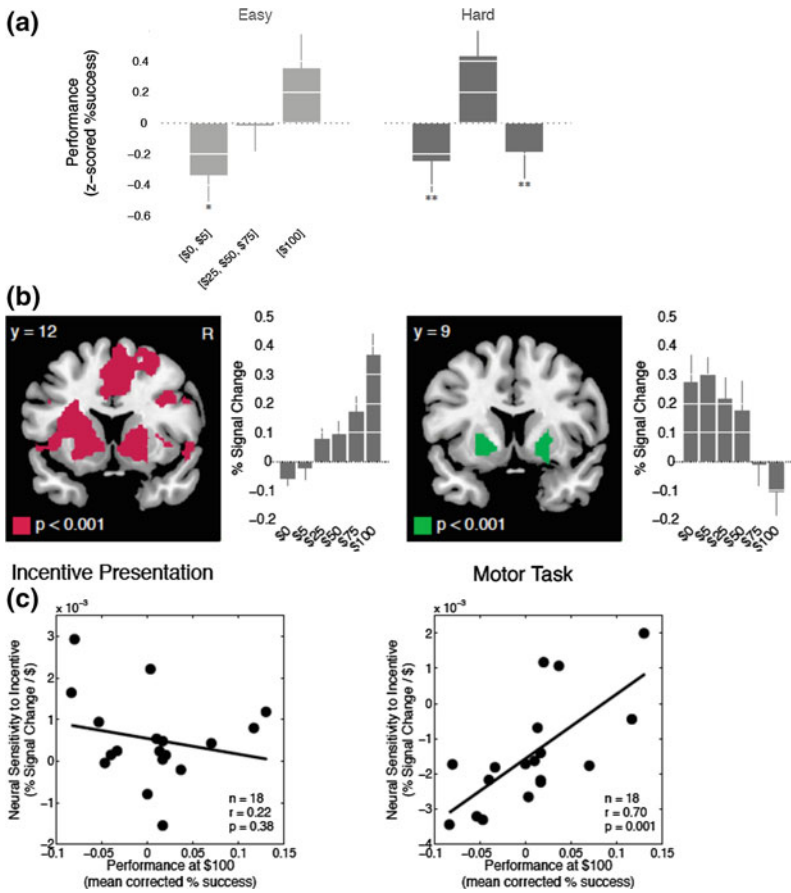 (a)
Easy
Hard
Performance
(z-scored %success)
0.4
0.2
0
-0.2
-0.4
-0.6
*
**
**
[$0, $5]
[$25, $50, $75]
[$100]
(b)
y = 12
R
p < 0.001
% Signal Change
0.5
0.4
0.3
0.2
0.1
0
-0.1
-0.2
$0
$5
$25
$50
$75
$100
y = 9
p < 0.001
% Signal Change
0.5
0.4
0.3
0.2
0.1
0
-0.1
-0.2
$0
$5
$25
$50
$75
$100
Incentive Presentation
Motor Task
(c)
x 10⁻³
Neural Sensitivity to Incentive
(% Signal Change / $)
3
2
1
0
-1
-2
n = 18
r = 0.22
p = 0.38
-0.1
-0.05
0
0.05
0.1
0.15
Performance at $100
(mean corrected % success)
x 10⁻³
Neural Sensitivity to Incentive
(% Signal Change / $)
2
1
0
-1
-2
-3
-4
n = 18
r = 0.70
p = 0.001
-0.1
-0.05
0
0.05
0.1
0.15
Performance at $100
(mean corrected % success)